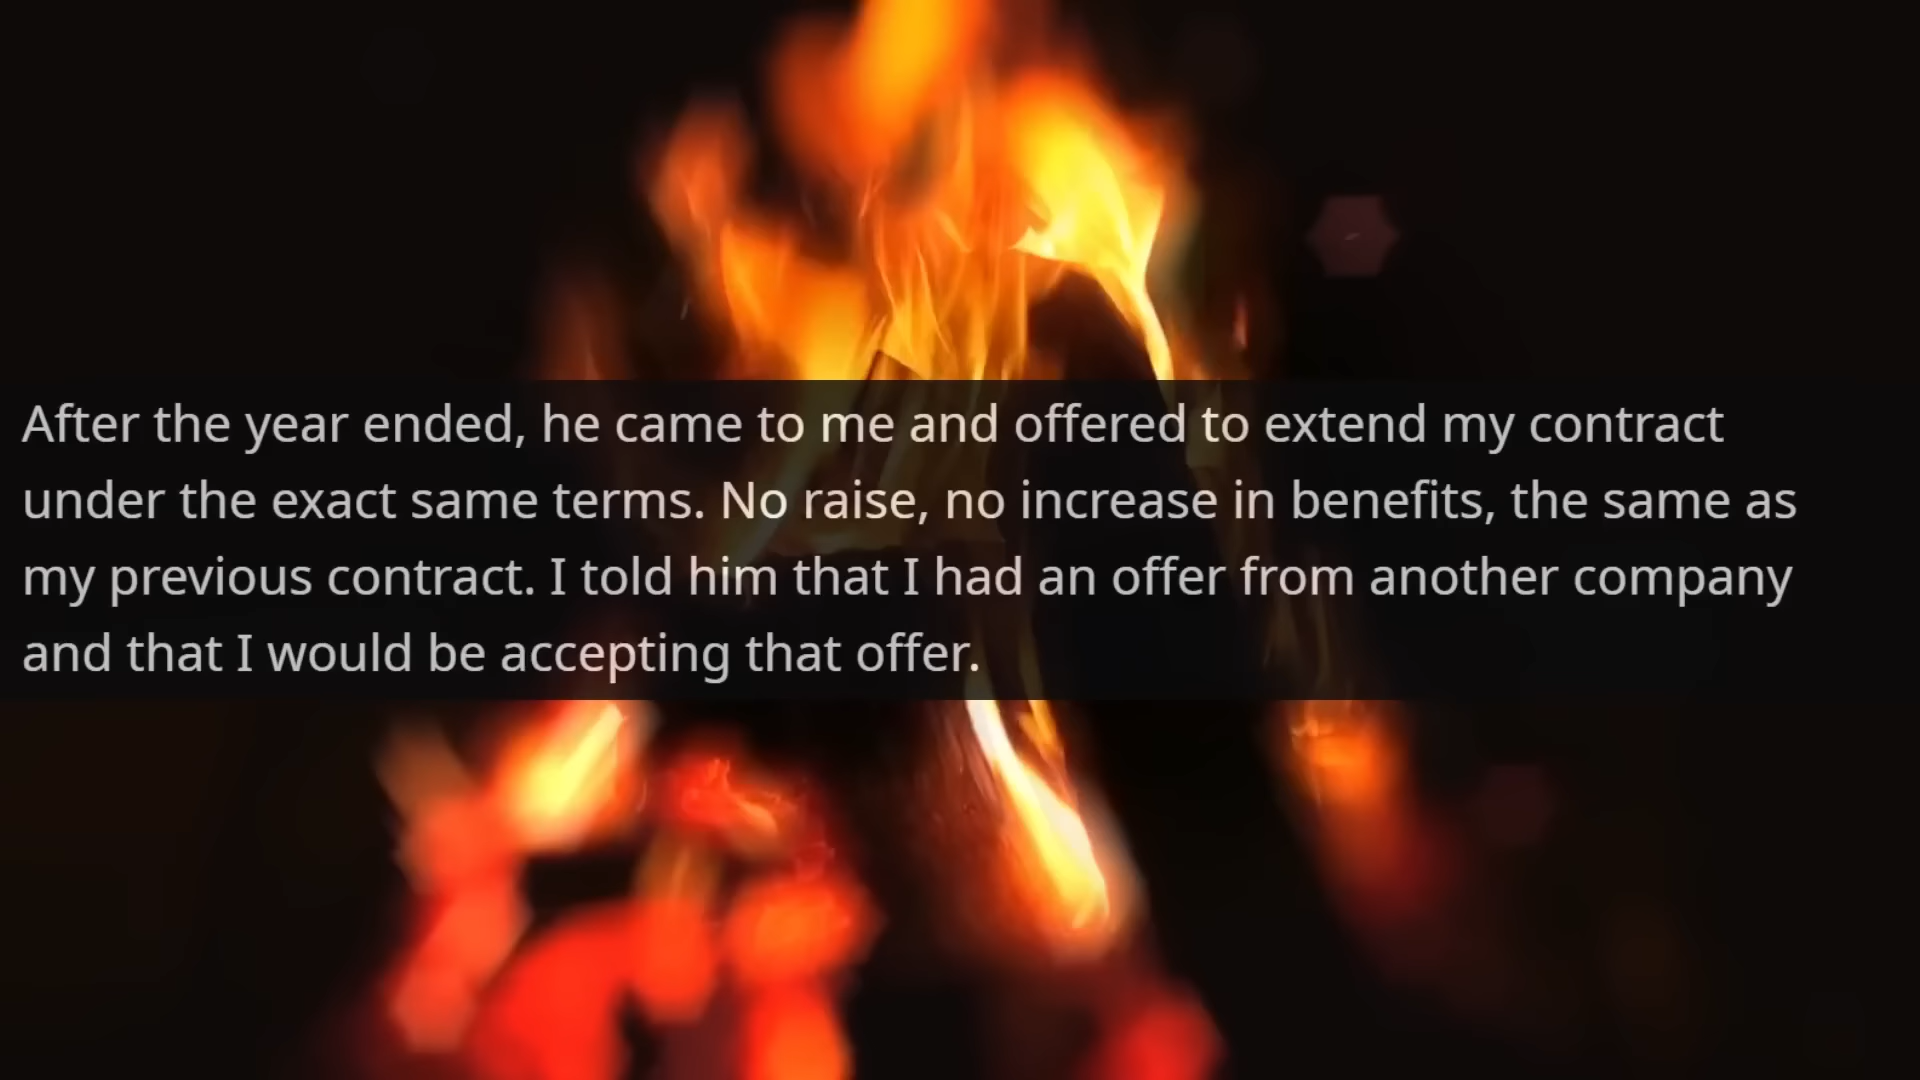 After the year ended, he came to me and offered to extend my contract
under the exact same terms. No raise, no increase in benefits, the same as
my previous contract. I told him that I had an offer from another company
and that I would be accepting that offer.